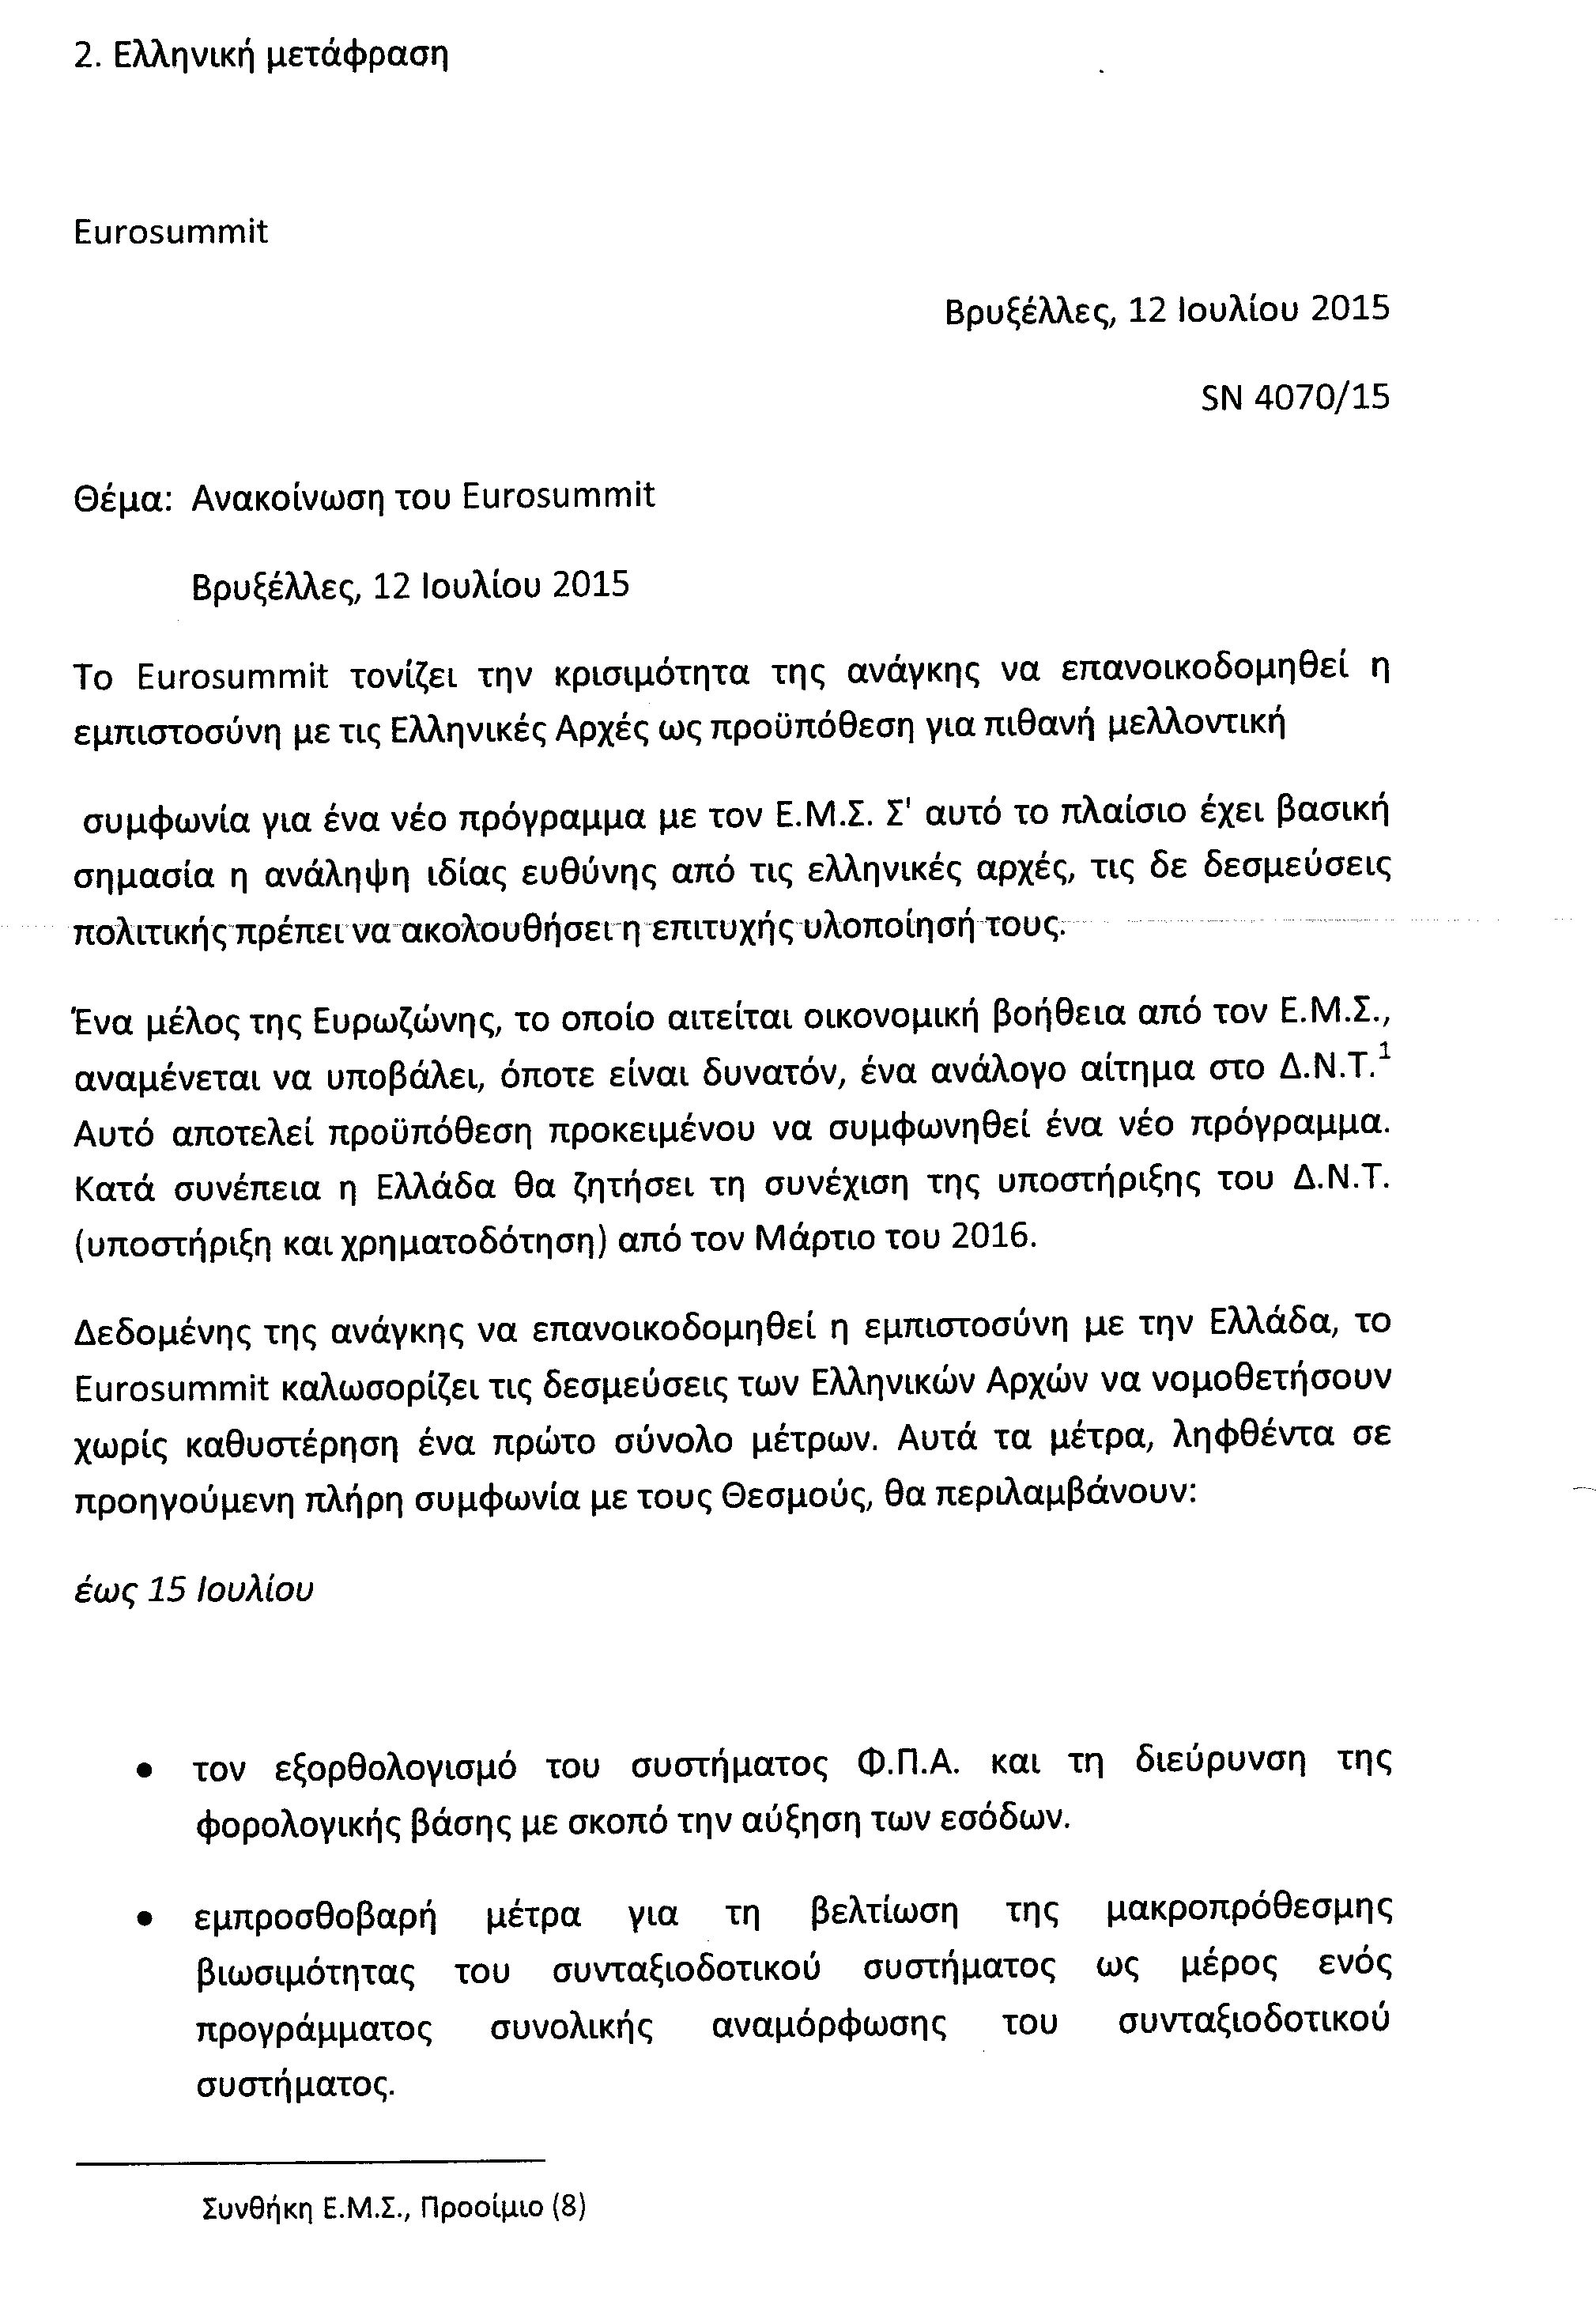 2. Ελληνική μετάφραση
Eurosummit
Βρυξέλλες, 12 Ιουλίου 2015
SN 4070/15
Θέμα: Ανακοίνωση του Eurosummit
Βρυξέλλες, 12 Ιουλίου 2015
Το Eurosummit τονίζει την κρισιμότητα της ανάγκης να επανοικοδομηθεί η
εμπιστοσύνη με τις Ελληνικές Αρχές ως προϋπόθεση για πιθανή μελλοντική
συμφωνία για ένα νέο πρόγραμμα με τον Ε.Μ.Σ. Σ' αυτό το πλαίσιο έχει βασική
σημασία η ανάληψη ιδίας ευθύνης από τις ελληνικές αρχές, τις δε δεσμεύσεις
πολιτικής πρέπει να ακολουθήσει η επιτυχής υλοποίησή τους.
Ένα μέλος της Ευρωζώνης, το οποίο αιτείται οικονομική βοήθεια από τον Ε.Μ.Σ.,
αναμένεται να υποβάλει, όποτε είναι δυνατόν, ένα ανάλογο αίτημα στο Δ.Ν.Τ.¹
Αυτό αποτελεί προϋπόθεση προκειμένου να συμφωνηθεί ένα νέο πρόγραμμα.
Κατά συνέπεια η Ελλάδα θα ζητήσει τη συνέχιση της υποστήριξης του Δ.Ν.Τ.
(υποστήριξη και χρηματοδότηση) από τον Μάρτιο του 2016.
Δεδομένης της ανάγκης να επανοικοδομηθεί η εμπιστοσύνη με την Ελλάδα, το
Eurosummit καλωσορίζει τις δεσμεύσεις των Ελληνικών Αρχών να νομοθετήσουν
χωρίς καθυστέρηση ένα πρώτο σύνολο μέτρων. Αυτά τα μέτρα, ληφθέντα σε
προηγούμενη πλήρη συμφωνία με τους Θεσμούς, θα περιλαμβάνουν:
έως 15 Ιουλίου
• τον εξορθολογισμό του συστήματος Φ.Π.Α. και τη διεύρυνση της
φορολογικής βάσης με σκοπό την αύξηση των εσόδων.
• εμπροσθοβαρή μέτρα για τη βελτίωση της μακροπρόθεσμης
βιωσιμότητας του συνταξιοδοτικού συστήματος ως μέρος ενός
προγράμματος συνολικής αναμόρφωσης του συνταξιοδοτικού
συστήματος.
Συνθήκη Ε.Μ.Σ., Προοίμιο (8)